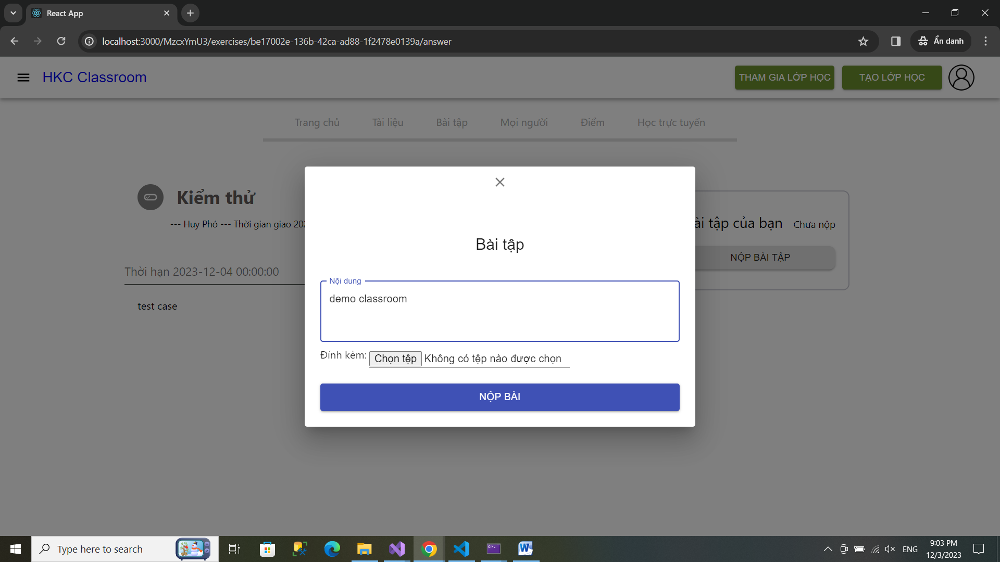 React App
localhost:3000/MzcxYmU3/exercises/be17002e-136b-42ca-ad88-1f2478e0139a/answer
Ẩn danh
HKC Classroom
THAM GIA LỚP HỌC
TẠO LỚP HỌC
Trang chủ
Tài liệu
Bài tập
Mọi người
Điểm
Học trực tuyến
Kiểm thử
--- Huy Phó --- Thời gian giao 202
Thời hạn 2023-12-04 00:00:00
test case
Bài tập
Nội dung
demo classroom
Đính kèm: Chọn tệp Không có tệp nào được chọn
NỘP BÀI
ài tập của bạn Chưa nộp
NỘP BÀI TẬP
Type here to search
ENG
9:03 PM
12/3/2023